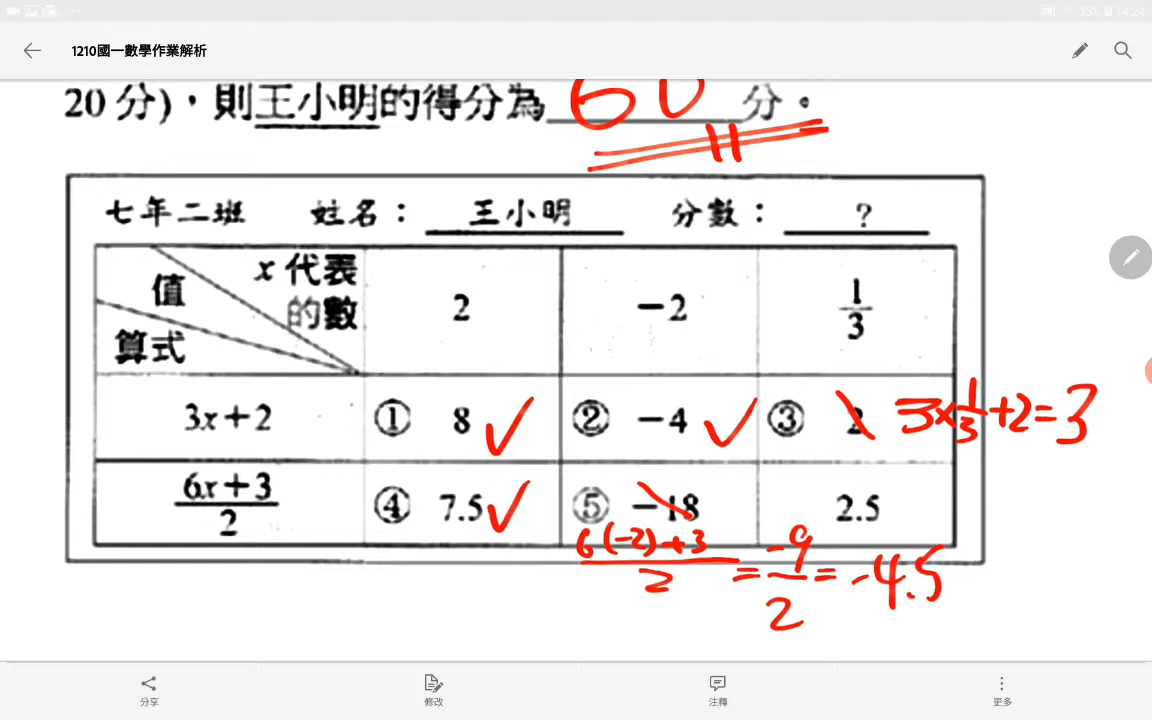 35% 14:24
1210國一數學作業解析
20分)，則王小明的得分為 60 分。
七年二班 姓名： 王小明 分數： ？
值 x代表的數 算式 2 −2 1/3
3x+2 ① 8 ✓ ② −4 ✓ ③ 2 3×1/3+2=3
(6x+3)/2 ④ 7.5 ✓ ⑤ −18 2.5
(6(-2)+3)/2 = -9/2 = -4.5
分享 修改 注釋 更多